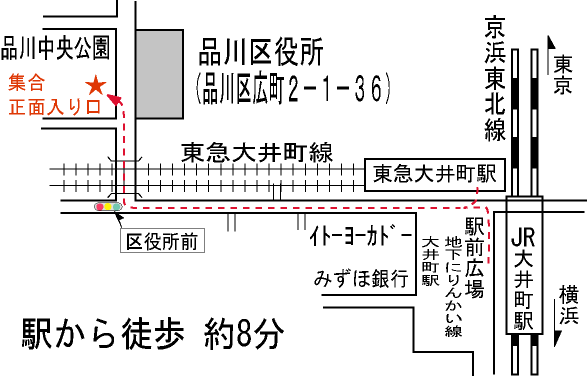 品川中央公園
集合
正面入り口
品川区役所
(品川区広町2-1-36)
京浜東北線
東京
東急大井町線
東急大井町駅
区役所前
ｲﾄｰﾖｰｶﾄﾞｰ
みずほ銀行
大井町駅
地下にりんかい線
駅前広場
JR大井町駅
横浜
駅から徒歩 約8分